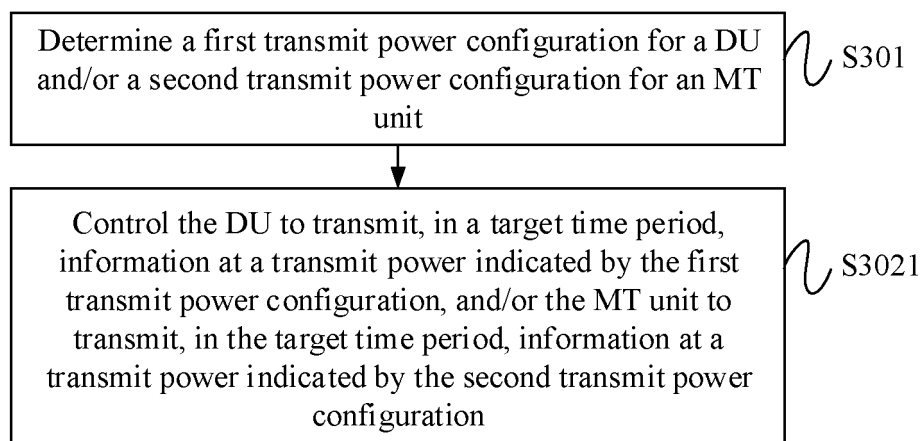 Determine a first transmit power configuration for a DU
and/or a second transmit power configuration for an MT
unit
S301
Control the DU to transmit, in a target time period,
information at a transmit power indicated by the first
transmit power configuration, and/or the MT unit to
transmit, in the target time period, information at a
transmit power indicated by the second transmit power
configuration
S3021